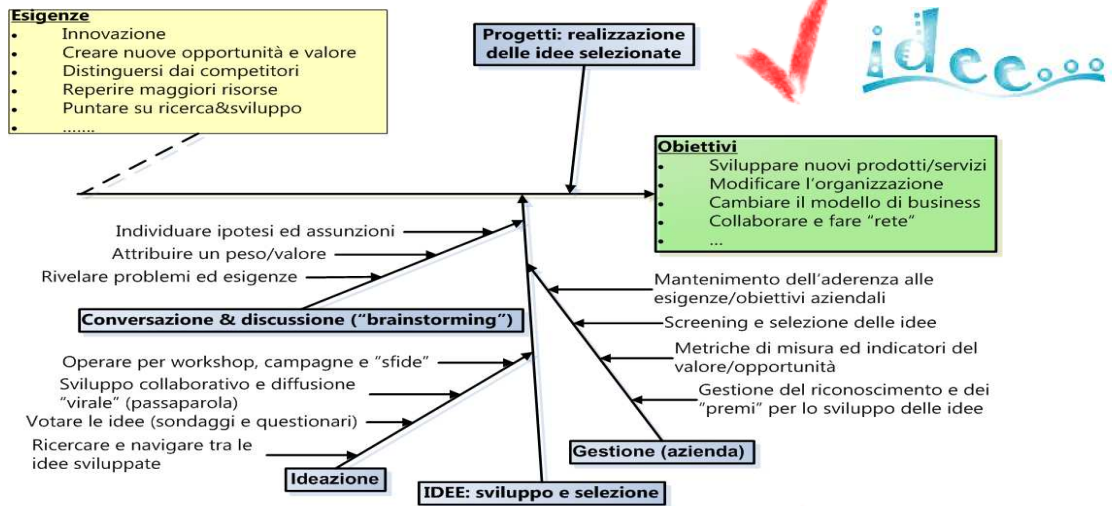 Esigenze
• Innovazione
• Creare nuove opportunità e valore
• Distinguersi dai competitori
• Reperire maggiori risorse
• Puntare su ricerca&sviluppo
• .......
Progetti: realizzazione
delle idee selezionate
idee...
Obiettivi
• Sviluppare nuovi prodotti/servizi
• Modificare l'organizzazione
• Cambiare il modello di business
• Collaborare e fare “rete”
• ...
Individuare ipotesi ed assunzioni
Attribuire un peso/valore
Rivelare problemi ed esigenze
Conversazione & discussione (“brainstorming”)
Operare per workshop, campagne e “sfide”
Sviluppo collaborativo e diffusione
“virale” (passaparola)
Votare le idee (sondaggi e questionari)
Ricercare e navigare tra le
idee sviluppate
Ideazione
IDEE: sviluppo e selezione
Mantenimento dell'aderenza alle
esigenze/obiettivi aziendali
Screening e selezione delle idee
Metriche di misura ed indicatori del
valore/opportunità
Gestione del riconoscimento e dei
“premi” per lo sviluppo delle idee
Gestione (azienda)